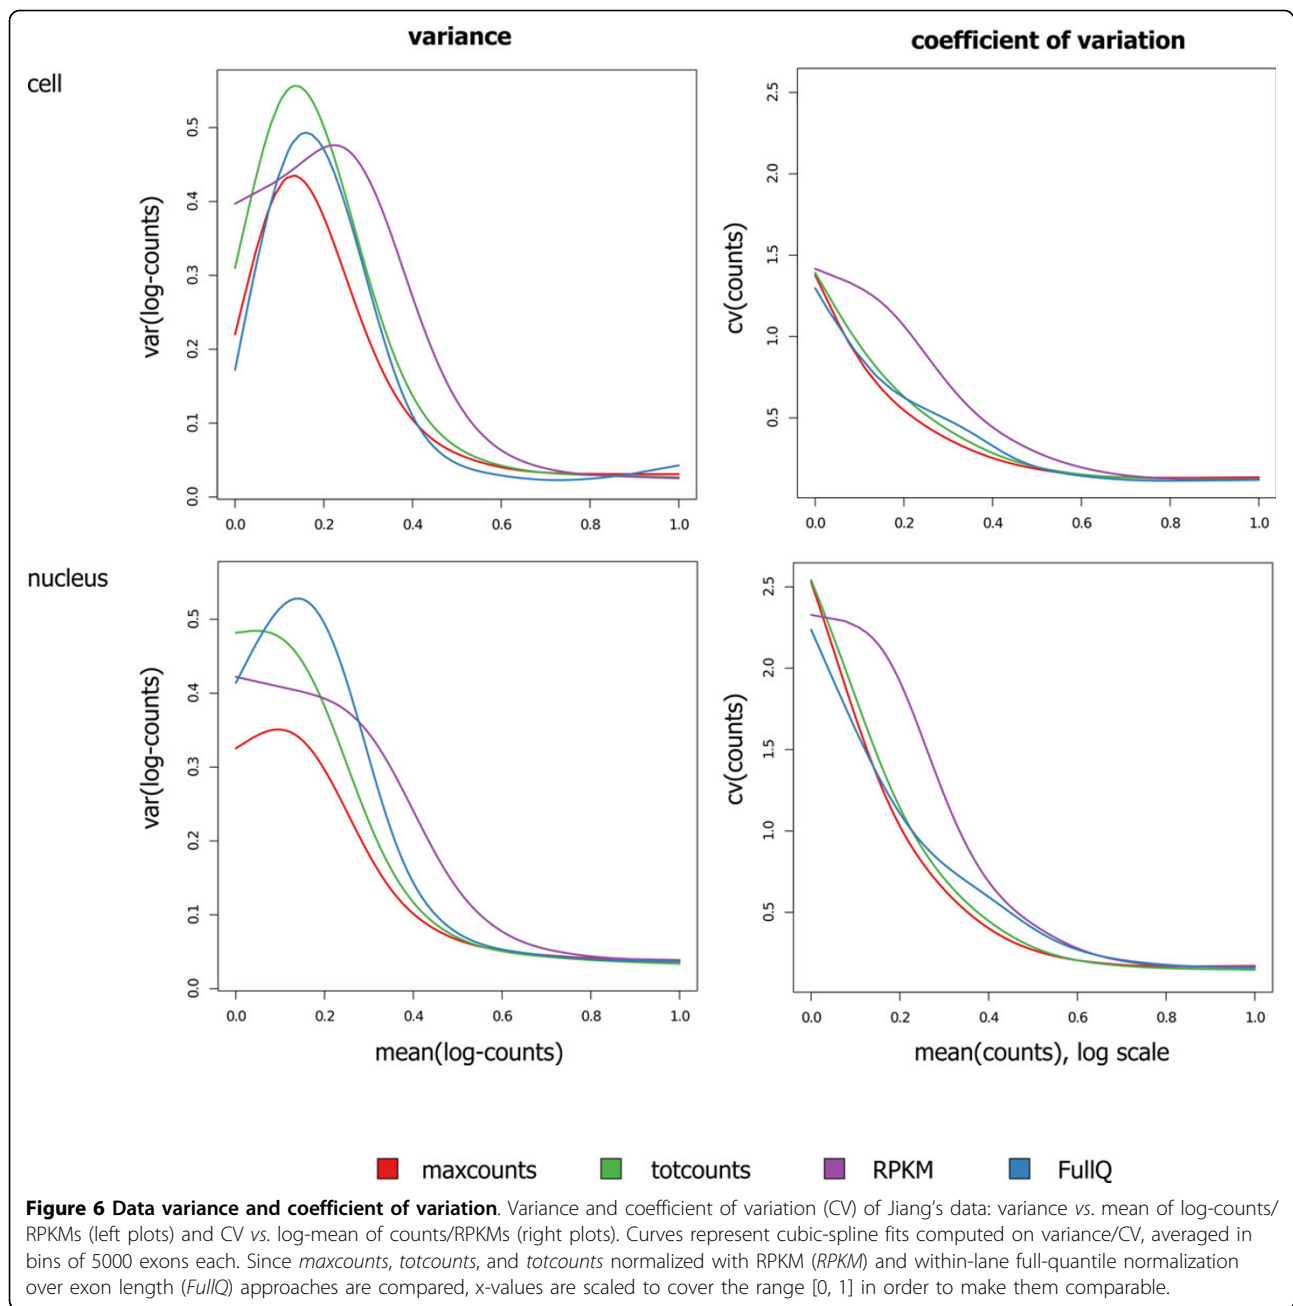 variance
coefficient of variation
cell
var(log-counts)
0.0 0.1 0.2 0.3 0.4 0.5
0.0 0.2 0.4 0.6 0.8 1.0
cv(counts)
0.5 1.0 1.5 2.0 2.5
0.0 0.2 0.4 0.6 0.8 1.0
nucleus
var(log-counts)
0.0 0.1 0.2 0.3 0.4 0.5
0.0 0.2 0.4 0.6 0.8 1.0
mean(log-counts)
cv(counts)
0.5 1.0 1.5 2.0 2.5
0.0 0.2 0.4 0.6 0.8 1.0
mean(counts), log scale
maxcounts totcounts RPKM FullQ
Figure 6 Data variance and coefficient of variation. Variance and coefficient of variation (CV) of Jiang's data: variance vs. mean of log-counts/
RPKMs (left plots) and CV vs. log-mean of counts/RPKMs (right plots). Curves represent cubic-spline fits computed on variance/CV, averaged in
bins of 5000 exons each. Since maxcounts, totcounts, and totcounts normalized with RPKM (RPKM) and within-lane full-quantile normalization
over exon length (FullQ) approaches are compared, x-values are scaled to cover the range [0, 1] in order to make them comparable.